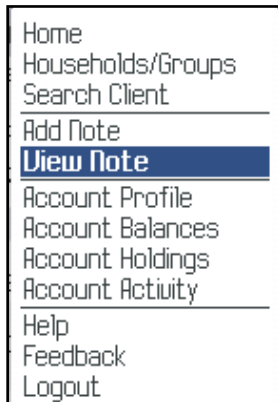 Home
Households/Groups
Search Client
Add Note
View Note
Account Profile
Account Balances
Account Holdings
Account Activity
Help
Feedback
Logout